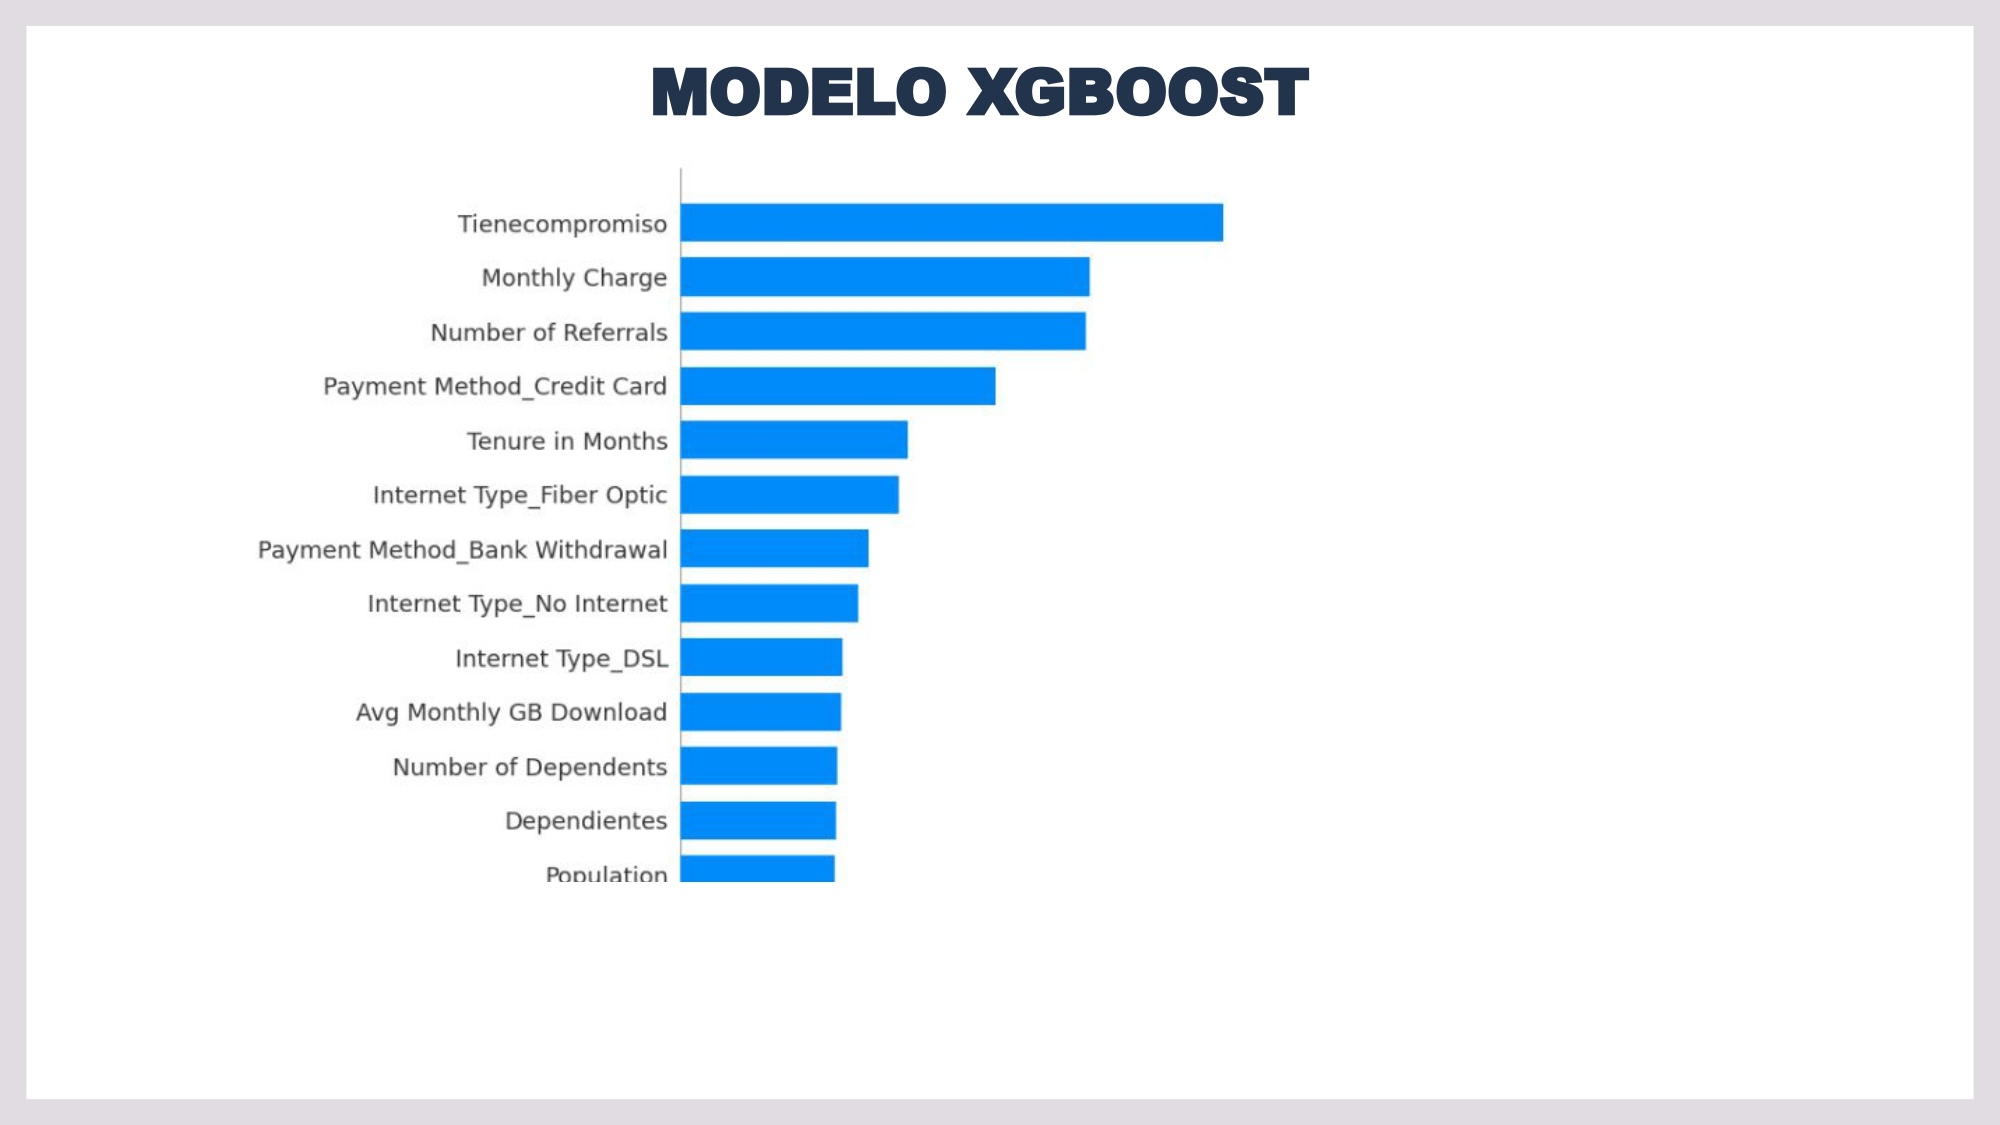 MODELO XGBOOST
Tienecompromiso
Monthly Charge
Number of Referrals
Payment Method_Credit Card
Tenure in Months
Internet Type_Fiber Optic
Payment Method_Bank Withdrawal
Internet Type_No Internet
Internet Type_DSL
Avg Monthly GB Download
Number of Dependents
Dependientes
Population